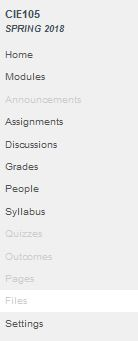 CIE105
SPRING 2018
Home
Modules
Announcements
Assignments
Discussions
Grades
People
Syllabus
Quizzes
Outcomes
Pages
Files
Settings